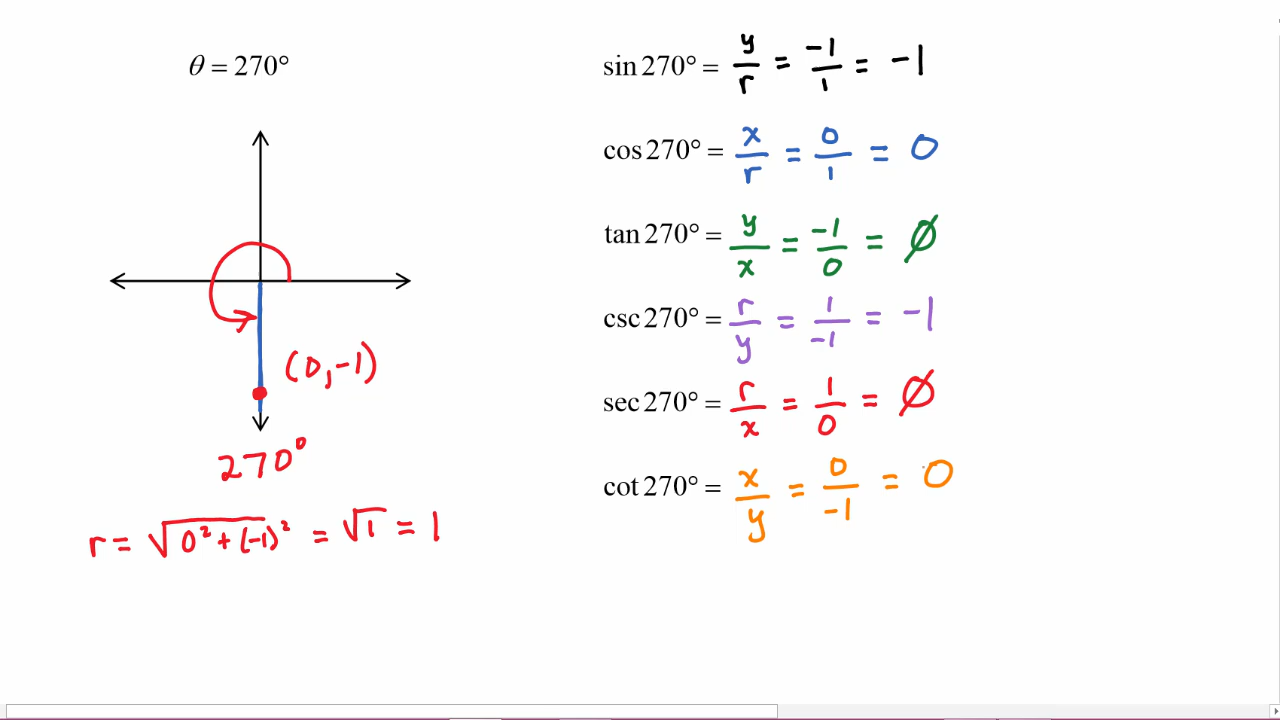 θ = 270°
(0, -1)
270°
r = √(0² + (-1)²) = √1 = 1
sin 270° = y/r = -1/1 = -1
cos 270° = x/r = 0/1 = 0
tan 270° = y/x = -1/0 = ∅
csc 270° = r/y = 1/-1 = -1
sec 270° = r/x = 1/0 = ∅
cot 270° = x/y = 0/-1 = 0